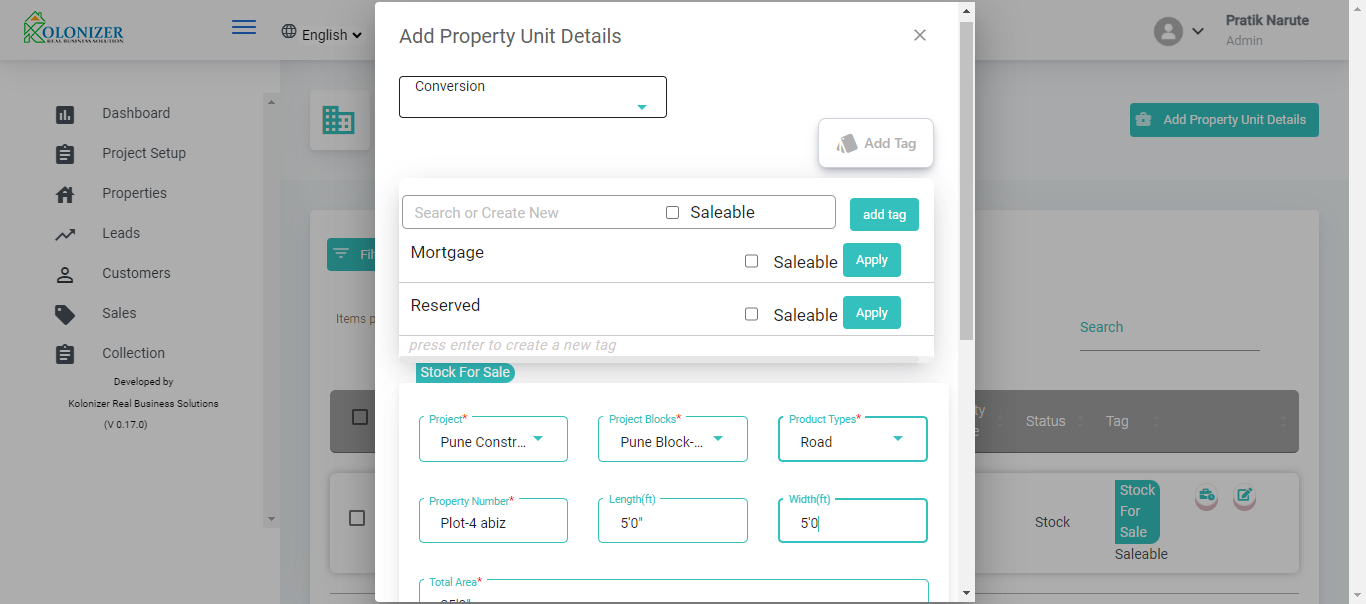 KOLONIZER
REAL BUSINESS SOLUTION
English
Pratik Narute
Admin
Dashboard
Project Setup
Properties
Leads
Customers
Sales
Collection
Developed by
Kolonizer Real Business Solutions
(V 0.17.0)
Add Property Unit Details
Items p
Search
Status
Tag
Stock
Stock
For
Sale
Saleable
Add Property Unit Details
Conversion
Add Tag
Search or Create New
Saleable
add tag
Mortgage
Saleable
Apply
Reserved
Saleable
Apply
press enter to create a new tag
Stock For Sale
Project*
Pune Constr...
Project Blocks*
Pune Block-...
Product Types*
Road
Property Number*
Plot-4 abiz
Length(ft)
5'0"
Width(ft)
5'0
Total Area*